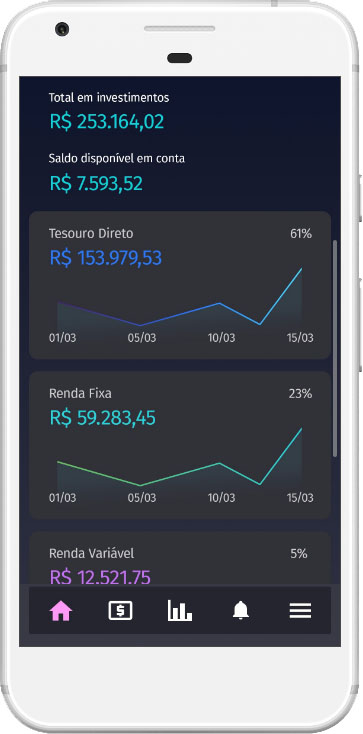 Total em investimentos
R$ 253.164,02
Saldo disponível em conta
R$ 7.593,52
Tesouro Direto 61%
R$ 153.979,53
01/03 05/03 10/03 15/03
Renda Fixa 23%
R$ 59.283,45
01/03 05/03 10/03 15/03
Renda Variável 5%
R$ 12.521,75